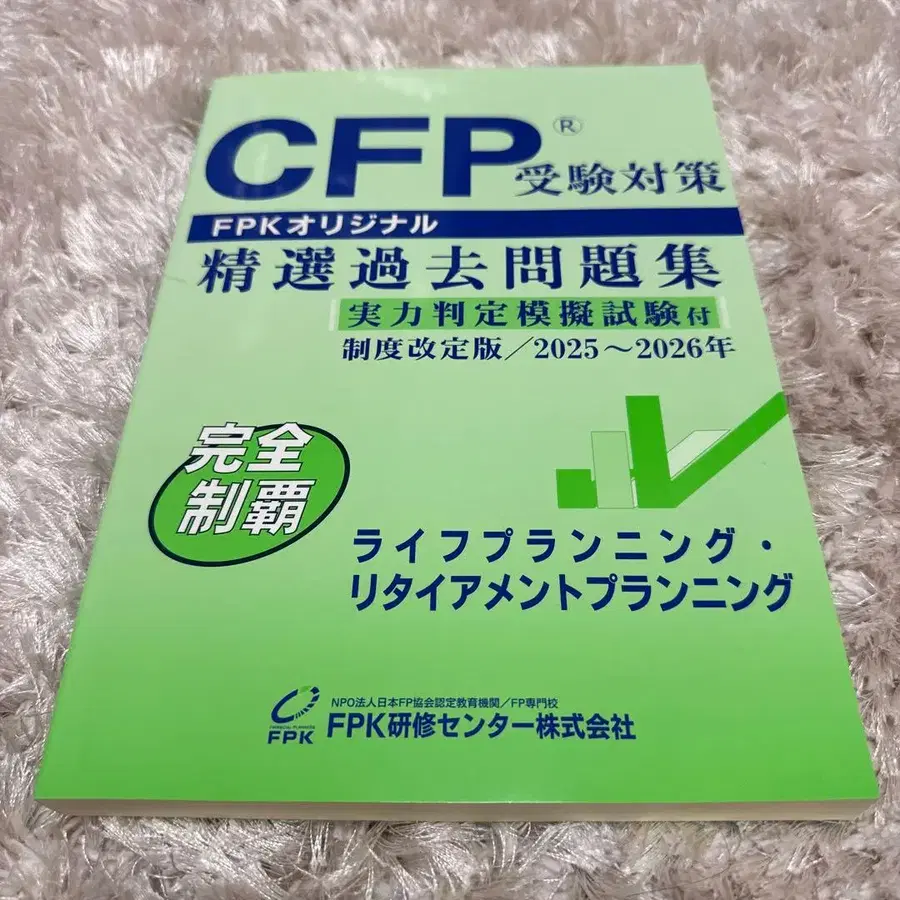 CFP® 受験対策
FPKオリジナル
精選過去問題集
実力判定模擬試験付
制度改定版/2025~2026年
完全
制覇
ライフプランニング・
リタイアメントプランニング
NPO法人日本FP協会認定教育機関/FP専門校
FPK
FPK研修センター株式会社